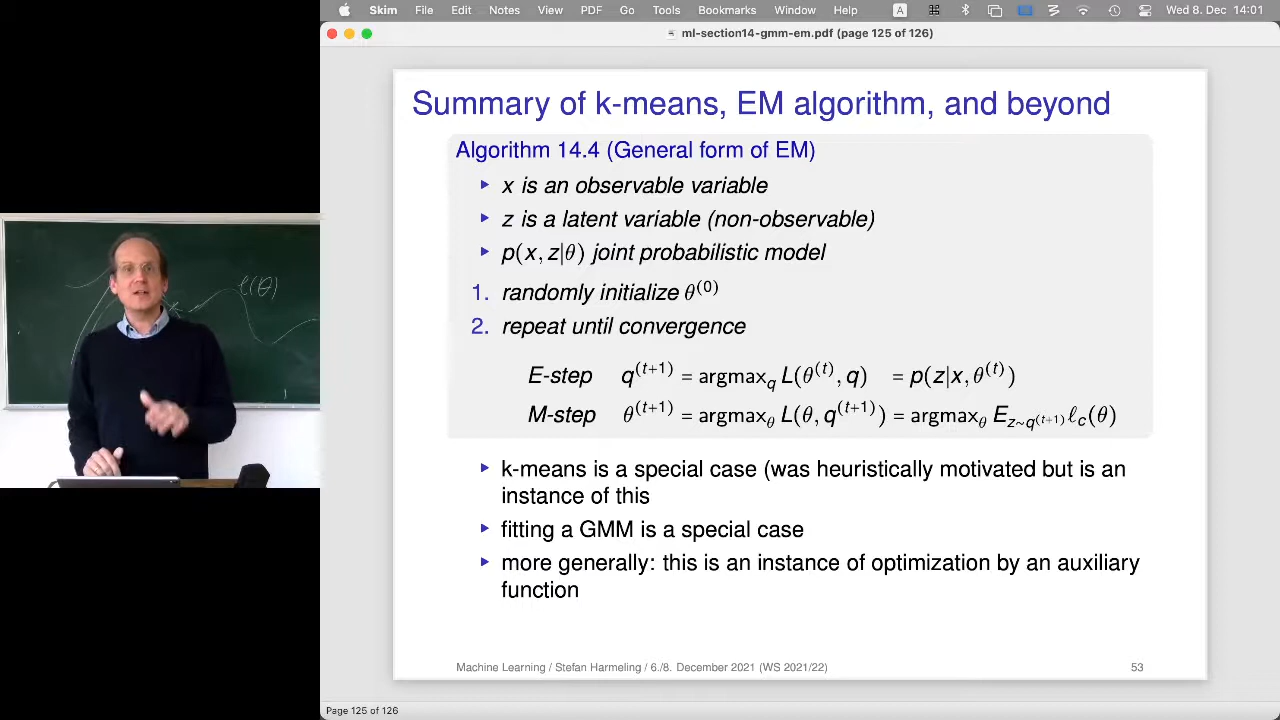 Skim File Edit Notes View PDF Go Tools Bookmarks Window Help A Wed 8. Dec 14:01
ml-section14-gmm-em.pdf (page 125 of 126)
Summary of k-means, EM algorithm, and beyond
Algorithm 14.4 (General form of EM)
▸ x is an observable variable
▸ z is a latent variable (non-observable)
▸ p(x, z|θ) joint probabilistic model
1. randomly initialize θ^(0)
2. repeat until convergence
E-step q^(t+1) = argmax_q L(θ^(t), q) = p(z|x, θ^(t))
M-step θ^(t+1) = argmax_θ L(θ, q^(t+1)) = argmax_θ E_{z∼q^(t+1)} ℓ_c(θ)
▸ k-means is a special case (was heuristically motivated but is an
instance of this
▸ fitting a GMM is a special case
▸ more generally: this is an instance of optimization by an auxiliary
function
Machine Learning / Stefan Harmeling / 6./8. December 2021 (WS 2021/22) 53
Page 125 of 126
ℓ(θ)